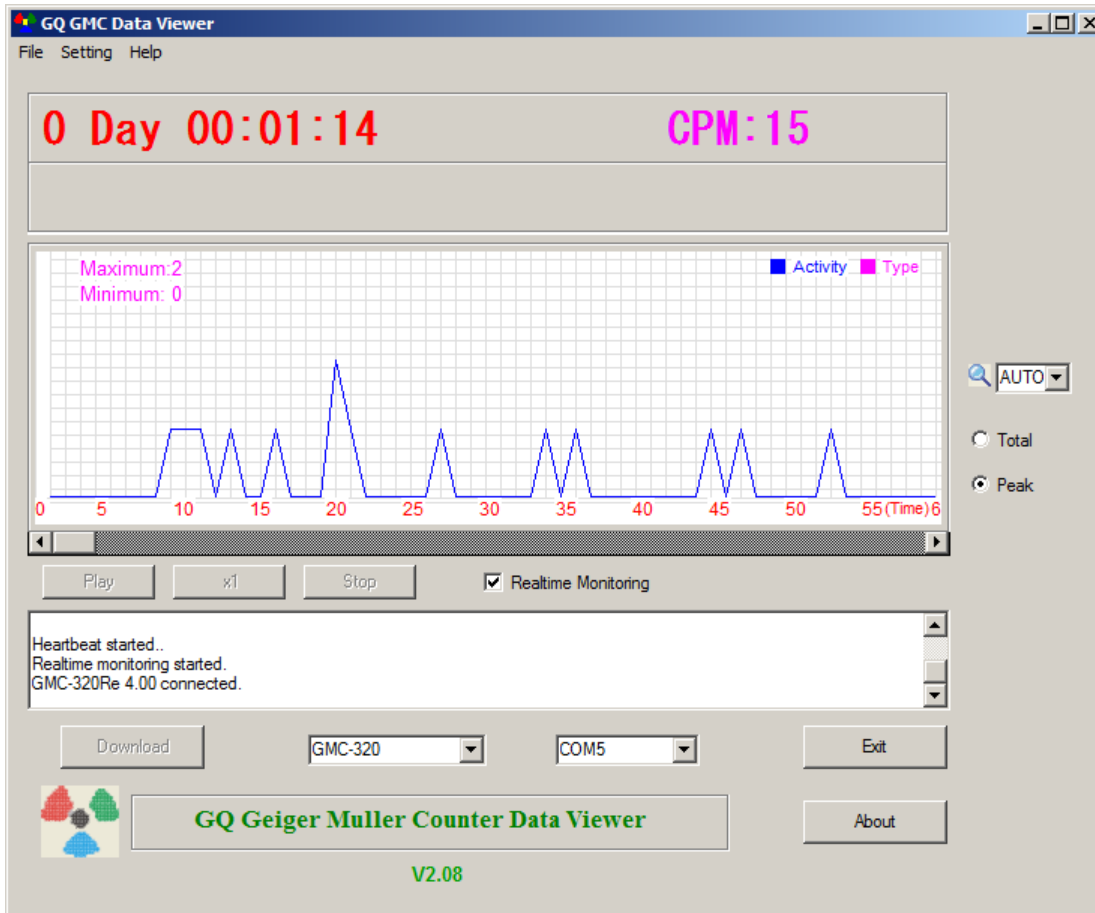 GQ GMC Data Viewer
File Setting Help
0 Day 00:01:14 CPM:15
Maximum:2
Minimum: 0
Activity Type
AUTO
Total
Peak
0 5 10 15 20 25 30 35 40 45 50 55 (Time) 6
Play x1 Stop Realtime Monitoring
Heartbeat started..
Realtime monitoring started.
GMC-320Re 4.00 connected.
Download GMC-320 COM5 Exit
GQ Geiger Muller Counter Data Viewer About
V2.08